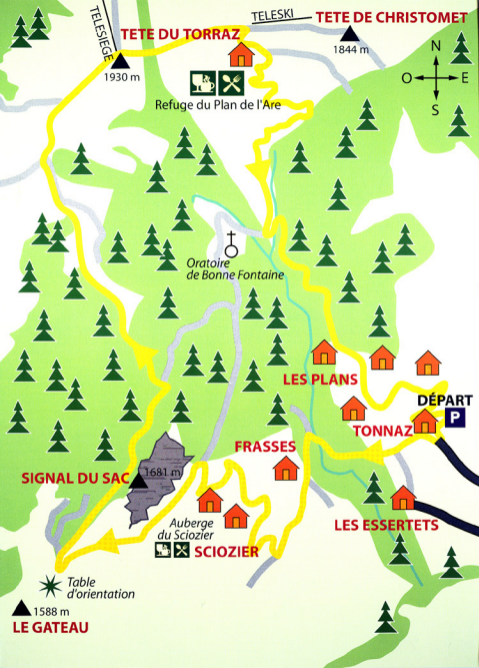 TELESIEGE
TELESKI
TETE DE CHRISTOMET
1844 m
TETE DU TORRAZ
1930 m
Refuge du Plan de l'Are
N
O
E
S
Oratoire
de Bonne Fontaine
LES PLANS
DÉPART
P
TONNAZ
FRASSES
SIGNAL DU SAC
1681 m
LES ESSERTETS
Auberge
du Sciozier
SCIOZIER
Table
d'orientation
1588 m
LE GATEAU